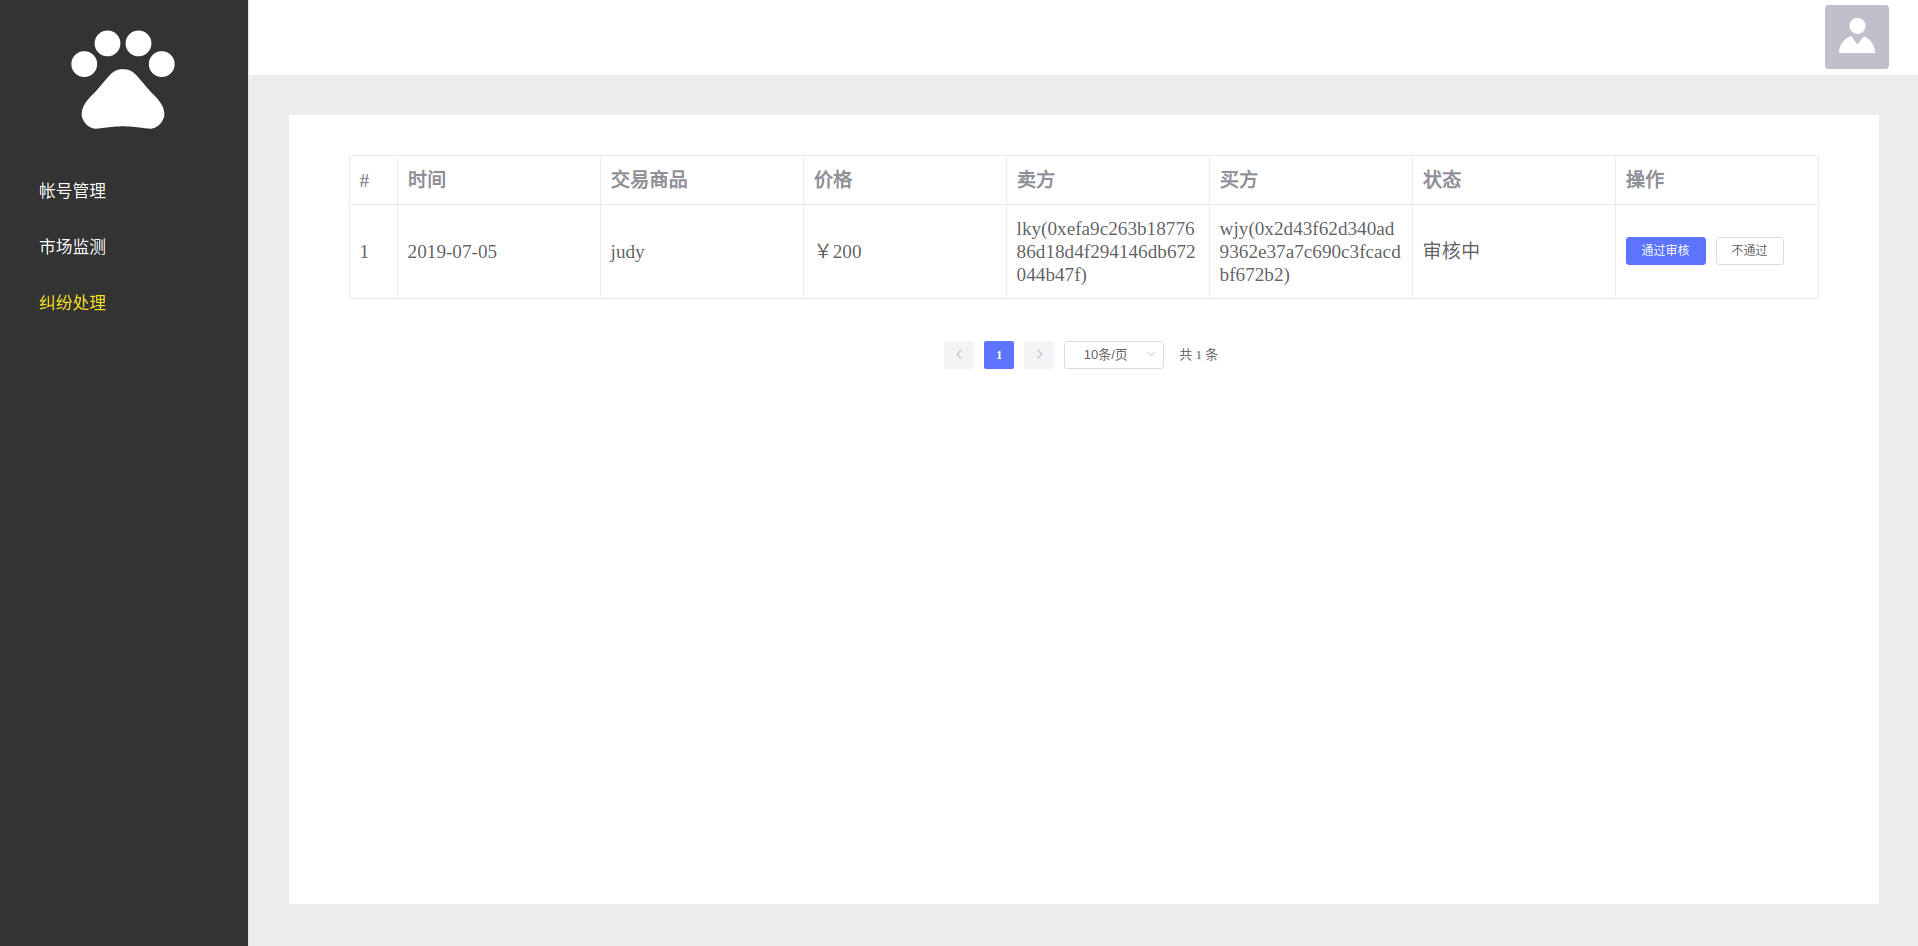 帐号管理
市场监测
纠纷处理
# 时间 交易商品 价格 卖方 买方 状态 操作
1 2019-07-05 judy ¥200 lky(0xefa9c263b1877686d18d4f294146db672044b47f) wjy(0x2d43f62d340ad9362e37a7c690c3fcacdbf672b2) 审核中 通过审核 不通过
1 10条/页 共 1 条